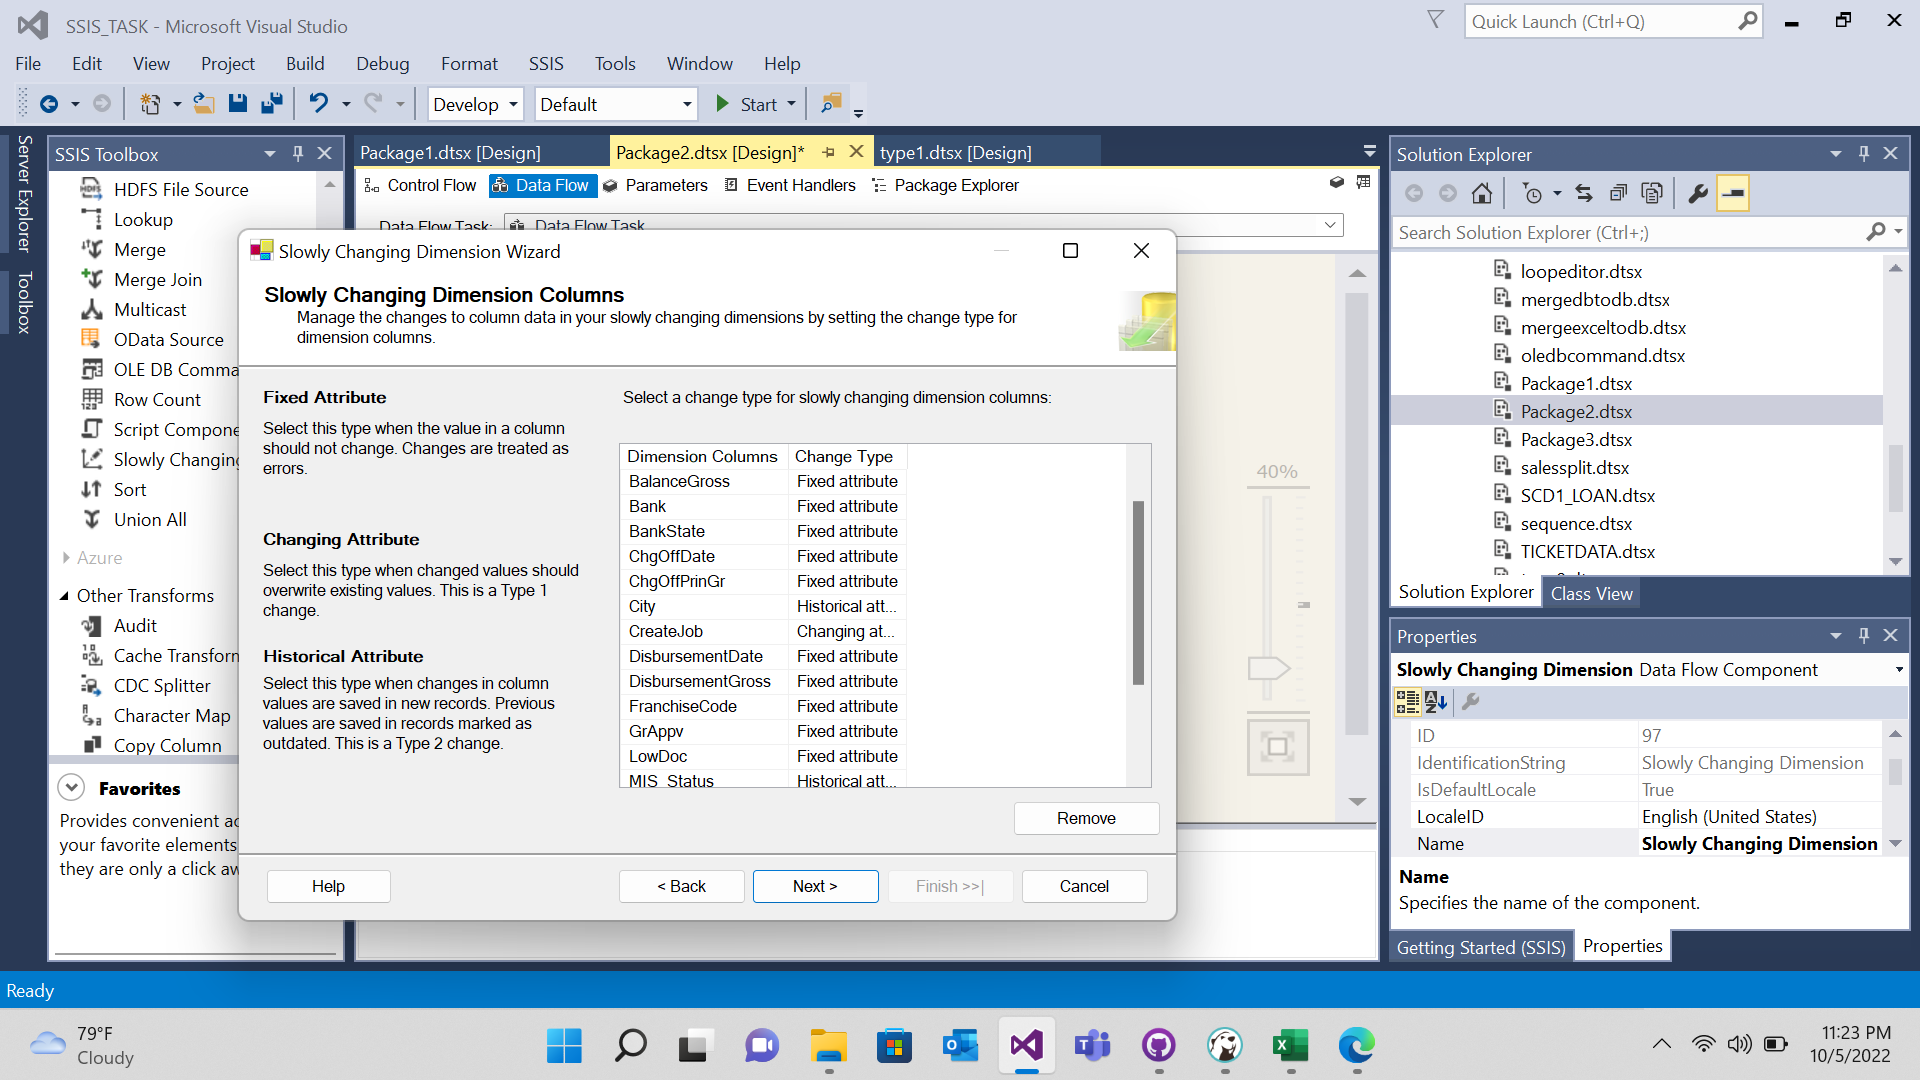 SSIS_TASK - Microsoft Visual Studio
Quick Launch (Ctrl+Q)
File Edit View Project Build Debug Format SSIS Tools Window Help
Develop Default Start
Server Explorer
Toolbox
SSIS Toolbox
HDFS File Source
Lookup
Merge
Merge Join
Multicast
OData Source
OLE DB Comma
Row Count
Script Compone
Slowly Changing
Sort
Union All
Azure
Other Transforms
Audit
Cache Transform
CDC Splitter
Character Map
Copy Column
Favorites
Provides convenient ac
your favorite elements
they are only a click aw
Package1.dtsx [Design] Package2.dtsx [Design]* type1.dtsx [Design]
Control Flow Data Flow Parameters Event Handlers Package Explorer
Data Flow Task: Data Flow Task
Slowly Changing Dimension Wizard
Slowly Changing Dimension Columns
Manage the changes to column data in your slowly changing dimensions by setting the change type for
dimension columns.
Fixed Attribute
Select this type when the value in a column
should not change. Changes are treated as
errors.
Changing Attribute
Select this type when changed values should
overwrite existing values. This is a Type 1
change.
Historical Attribute
Select this type when changes in column
values are saved in new records. Previous
values are saved in records marked as
outdated. This is a Type 2 change.
Select a change type for slowly changing dimension columns:
Dimension Columns Change Type
BalanceGross Fixed attribute
Bank Fixed attribute
BankState Fixed attribute
ChgOffDate Fixed attribute
ChgOffPrinGr Fixed attribute
City Historical att...
CreateJob Changing at...
DisbursementDate Fixed attribute
DisbursementGross Fixed attribute
FranchiseCode Fixed attribute
GrAppv Fixed attribute
LowDoc Fixed attribute
MIS_Status Historical att...
Remove
Help < Back Next > Finish >>| Cancel
40%
Solution Explorer
Search Solution Explorer (Ctrl+;)
loopeditor.dtsx
mergedbtodb.dtsx
mergeexceltodb.dtsx
oledbcommand.dtsx
Package1.dtsx
Package2.dtsx
Package3.dtsx
salessplit.dtsx
SCD1_LOAN.dtsx
sequence.dtsx
TICKETDATA.dtsx
Solution Explorer Class View
Properties
Slowly Changing Dimension Data Flow Component
ID 97
IdentificationString Slowly Changing Dimension
IsDefaultLocale True
LocaleID English (United States)
Name Slowly Changing Dimension
Name
Specifies the name of the component.
Getting Started (SSIS) Properties
Ready
79°F
Cloudy
11:23 PM
10/5/2022